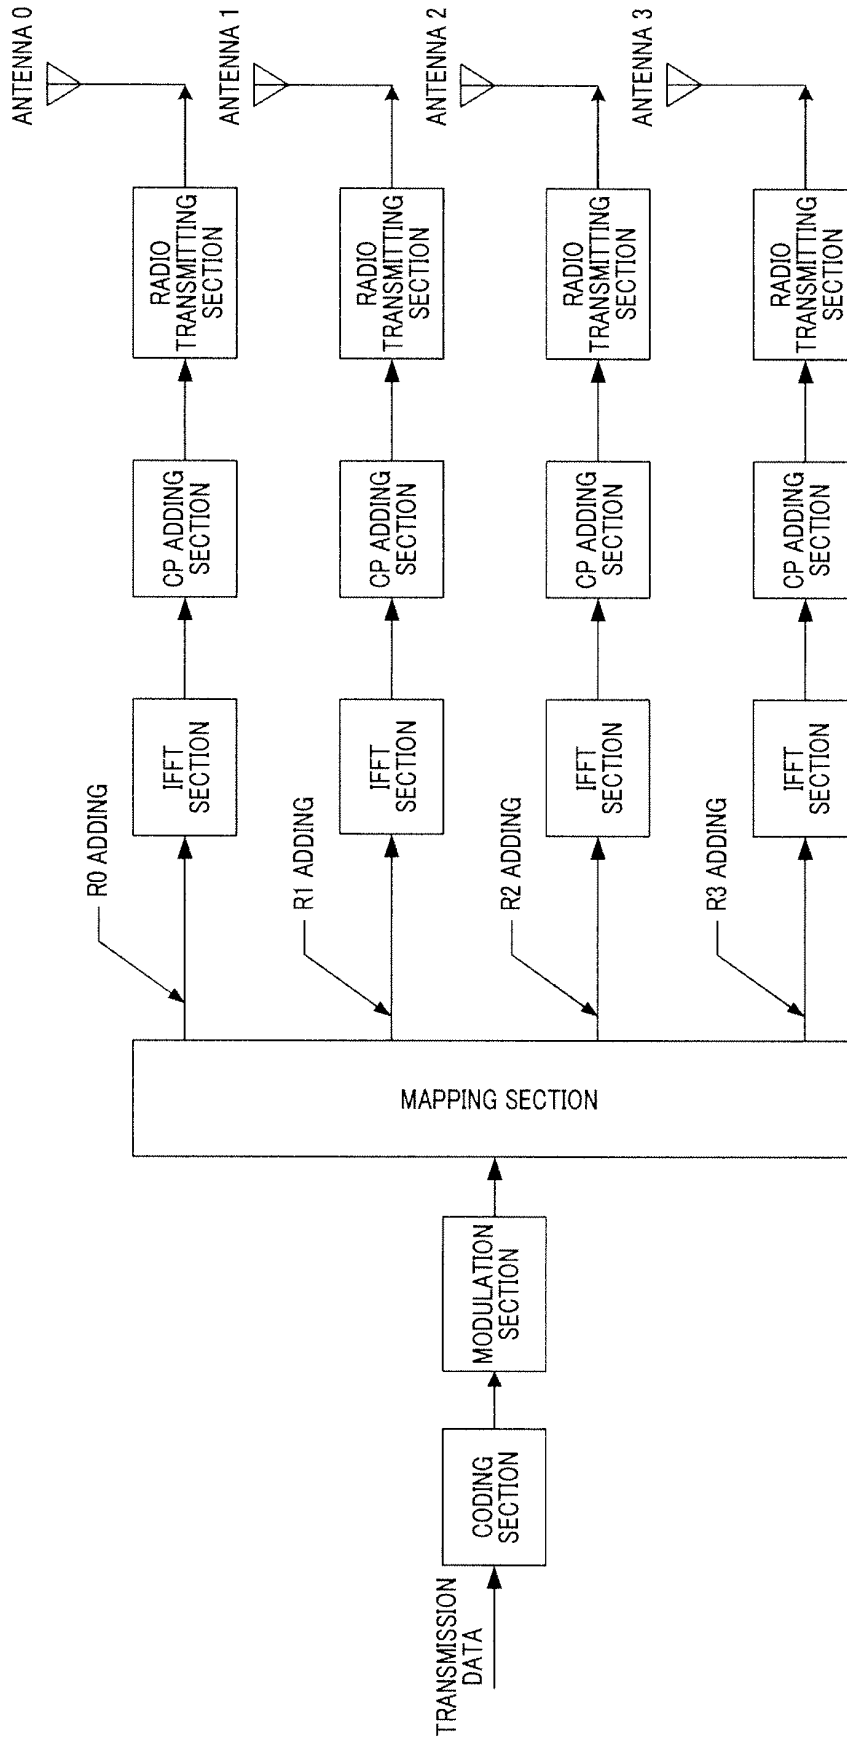 TRANSMISSION
DATA
CODING
SECTION
MODULATION
SECTION
MAPPING SECTION
R0 ADDING
IFFT
SECTION
CP ADDING
SECTION
RADIO
TRANSMITTING
SECTION
ANTENNA 0
R1 ADDING
IFFT
SECTION
CP ADDING
SECTION
RADIO
TRANSMITTING
SECTION
ANTENNA 1
R2 ADDING
IFFT
SECTION
CP ADDING
SECTION
RADIO
TRANSMITTING
SECTION
ANTENNA 2
R3 ADDING
IFFT
SECTION
CP ADDING
SECTION
RADIO
TRANSMITTING
SECTION
ANTENNA 3